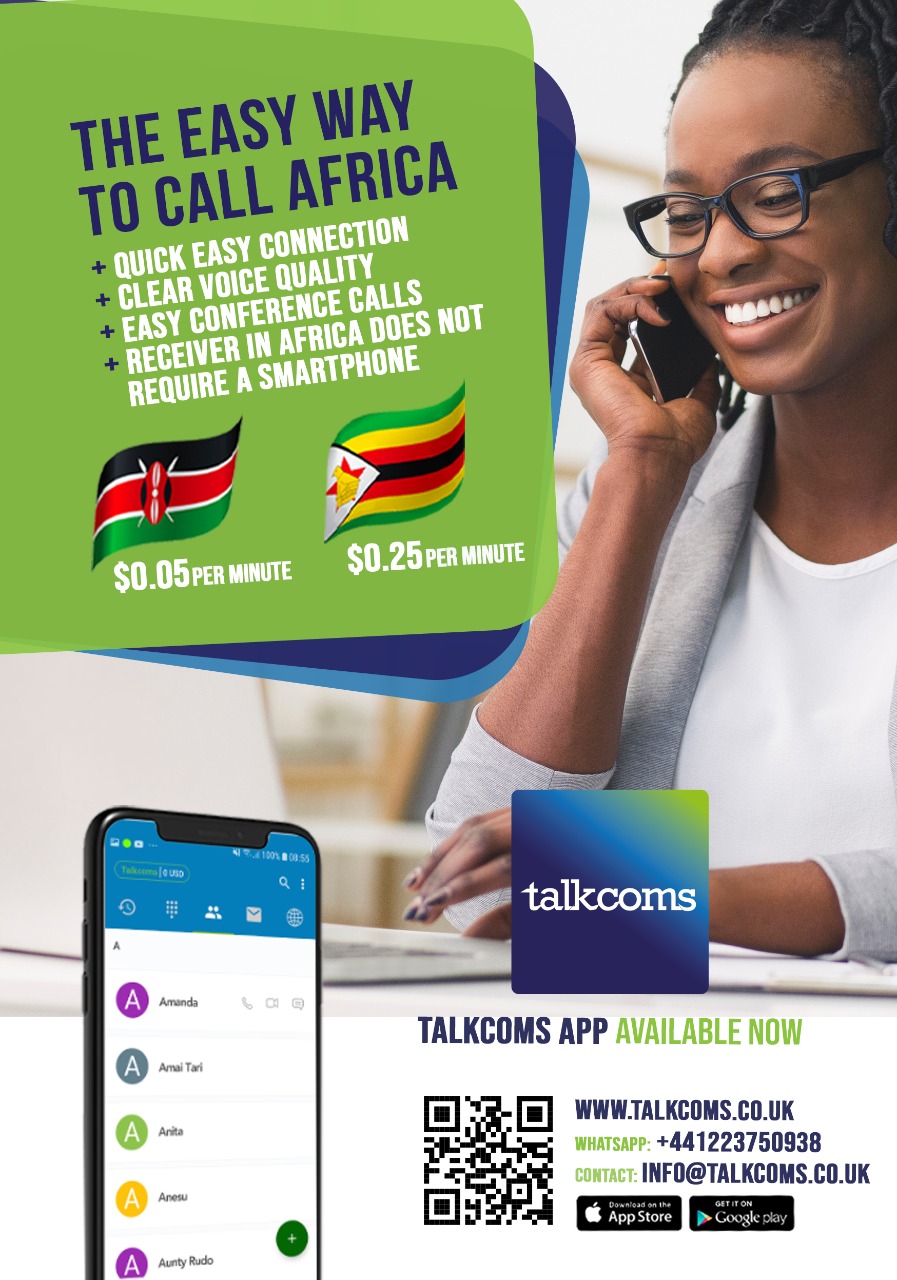 THE EASY WAY
TO CALL AFRICA
+ QUICK EASY CONNECTION
+ CLEAR VOICE QUALITY
+ EASY CONFERENCE CALLS
+ RECEIVER IN AFRICA DOES NOT
REQUIRE A SMARTPHONE
$0.05 PER MINUTE
$0.25 PER MINUTE
100% 08:55
Talkcoms | 0 USD
A
A Amanda
A Amai Tari
A Anita
A Anesu
A Aunty Rudo
+
talkcoms
TALKCOMS APP AVAILABLE NOW
WWW.TALKCOMS.CO.UK
WHATSAPP: +441223750938
CONTACT: INFO@TALKCOMS.CO.UK
Download on the
App Store
GET IT ON
Google play